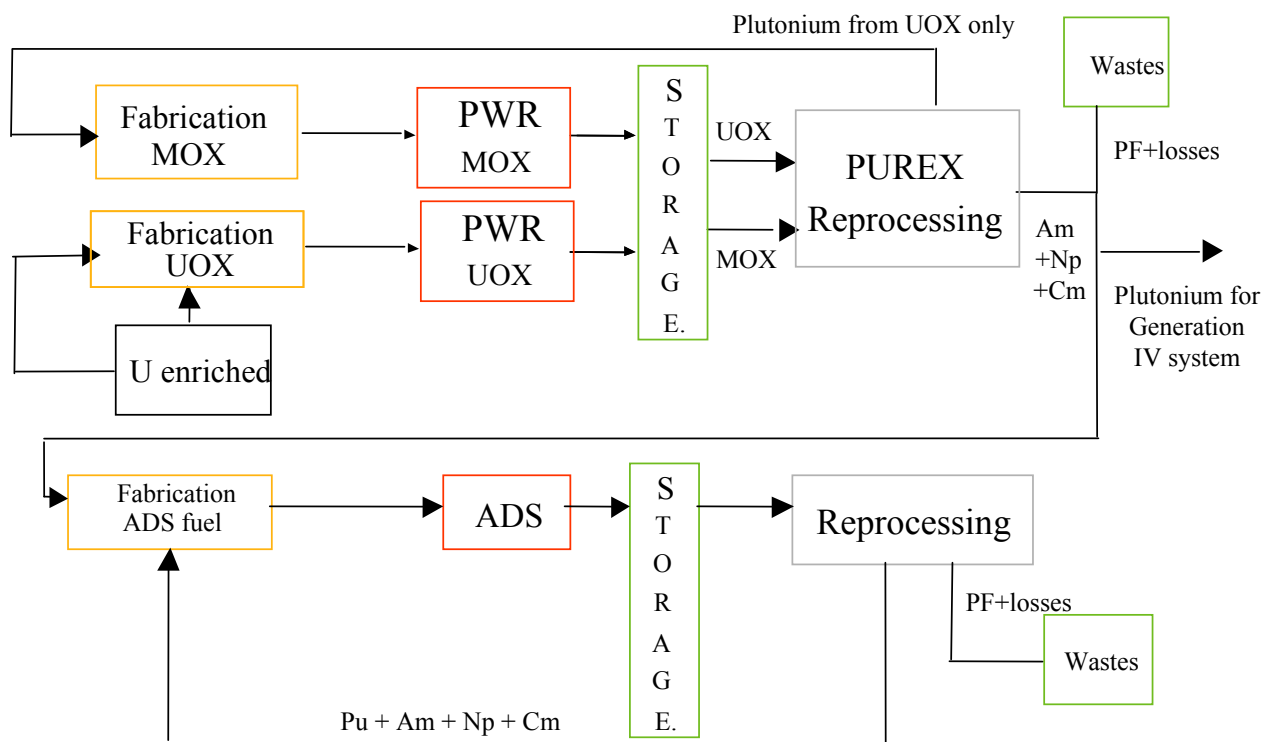 Plutonium from UOX only
Wastes
Fabrication
MOX
PWR
MOX
S
T
O
R
A
G
E.
UOX
MOX
PUREX
Reprocessing
PF+losses
Fabrication
UOX
PWR
UOX
Am
+Np
+Cm
Plutonium for
Generation
IV system
U enriched
Fabrication
ADS fuel
ADS
S
T
O
R
A
G
E.
Reprocessing
PF+losses
Wastes
Pu + Am + Np + Cm